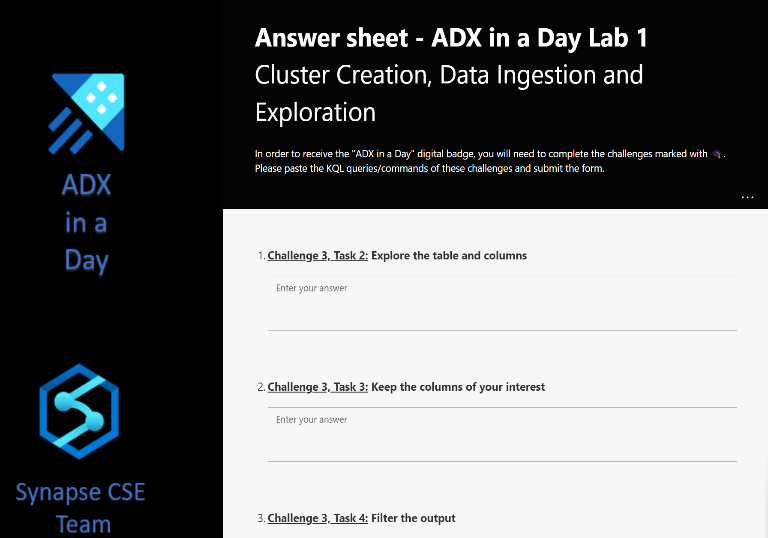 ADX
in a
Day
Synapse CSE
Team
Answer sheet - ADX in a Day Lab 1
Cluster Creation, Data Ingestion and
Exploration
In order to receive the "ADX in a Day" digital badge, you will need to complete the challenges marked with .
Please paste the KQL queries/commands of these challenges and submit the form.
...
1. Challenge 3, Task 2: Explore the table and columns
Enter your answer
2. Challenge 3, Task 3: Keep the columns of your interest
Enter your answer
3. Challenge 3, Task 4: Filter the output